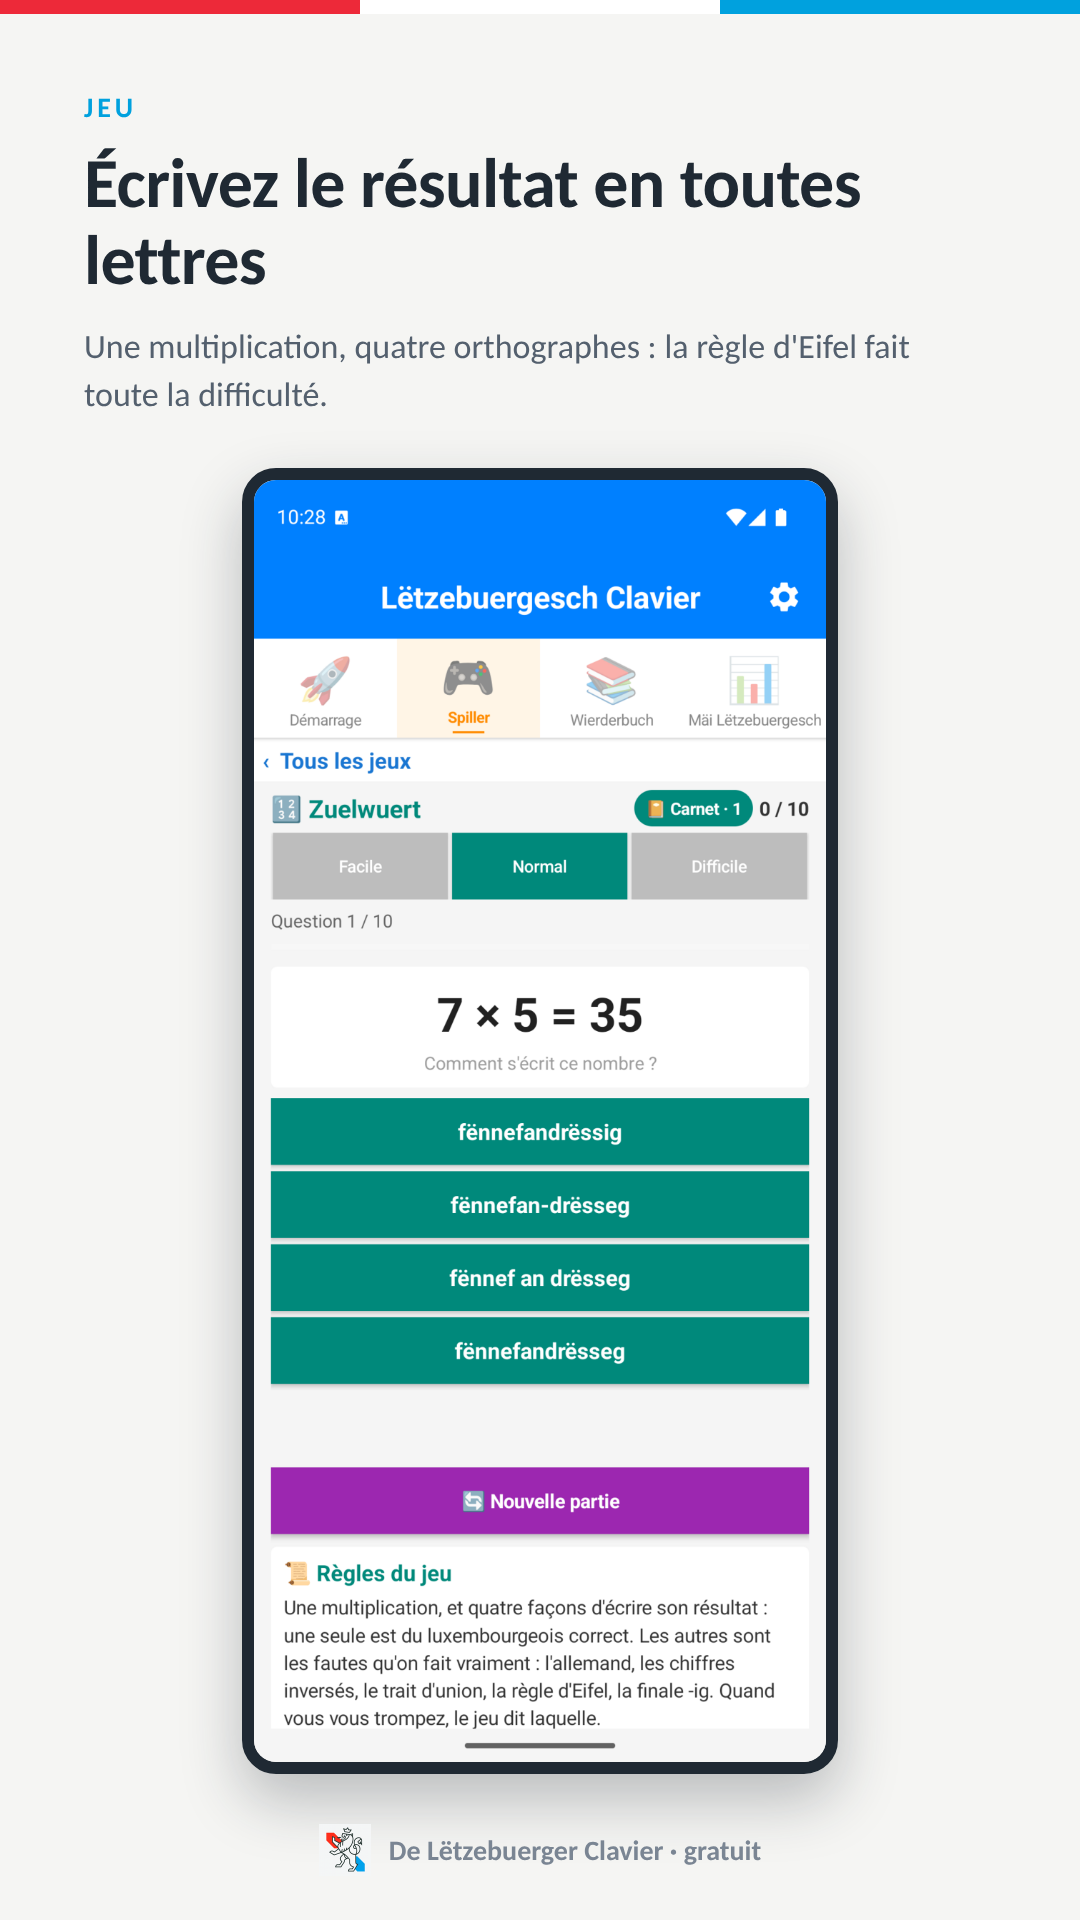 JEU
Écrivez le résultat en toutes
lettres
Une multiplication, quatre orthographes : la règle d'Eifel fait
toute la difficulté.
10:28
Lëtzebuergesch Clavier
Démarrage
Spiller
Wierderbuch
Mäi Lëtzebuergesch
‹ Tous les jeux
Zuelwuert
Carnet · 1
0 / 10
Facile
Normal
Difficile
Question 1 / 10
7 × 5 = 35
Comment s'écrit ce nombre ?
fënnefandrëssig
fënnefan-drësseg
fënnef an drësseg
fënnefandrësseg
Nouvelle partie
Règles du jeu
Une multiplication, et quatre façons d'écrire son résultat :
une seule est du luxembourgeois correct. Les autres sont
les fautes qu'on fait vraiment : l'allemand, les chiffres
inversés, le trait d'union, la règle d'Eifel, la finale -ig. Quand
vous vous trompez, le jeu dit laquelle.
De Lëtzebuerger Clavier · gratuit